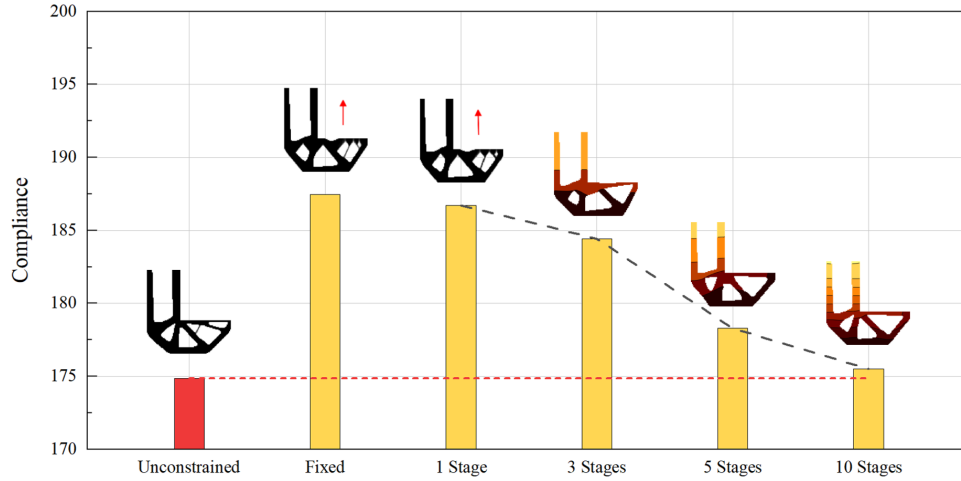 Compliance
200
195
190
185
180
175
170
Unconstrained
Fixed
1 Stage
3 Stages
5 Stages
10 Stages